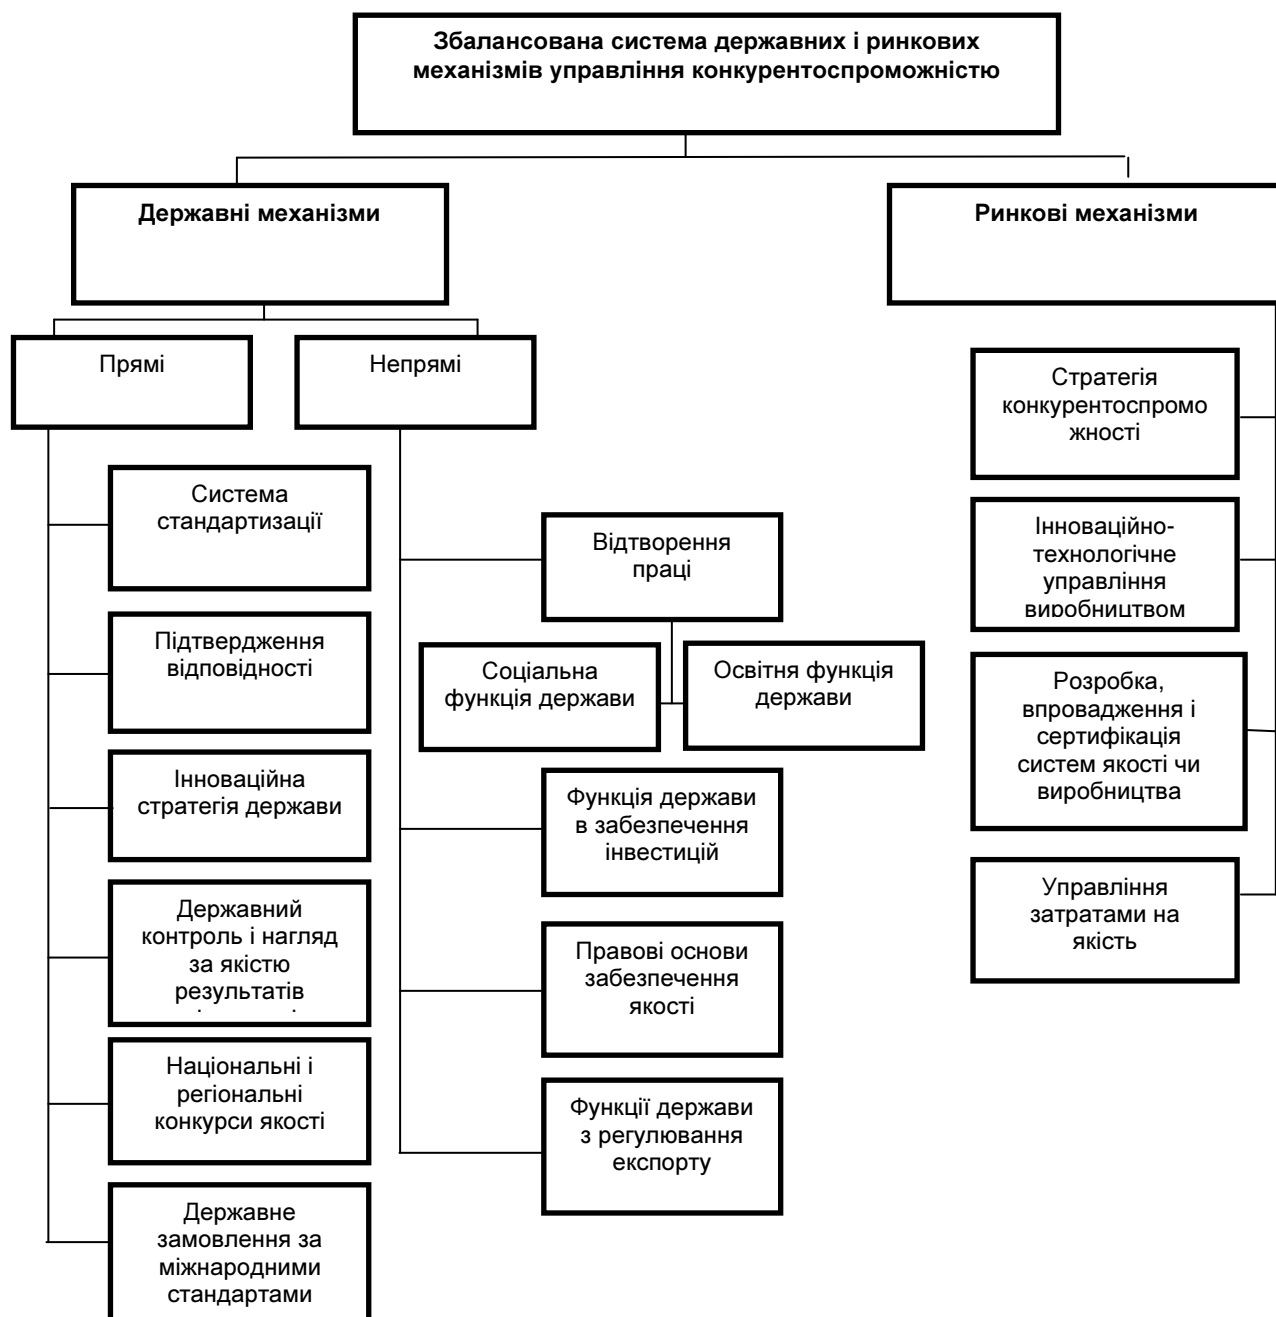 Збалансована система державних і ринкових
механізмів управління конкурентоспроможністю
Державні механізми
Ринкові механізми
Прямі
Непрямі
Система
стандартизації
Підтвердження
відповідності
Інноваційна
стратегія держави
Державний
контроль і нагляд
за якістю
результатів
Національні і
регіональні
конкурси якості
Державне
замовлення за
міжнародними
стандартами
Відтворення
праці
Соціальна
функція держави
Освітня функція
держави
Функція держави
в забезпечення
інвестицій
Правові основи
забезпечення
якості
Функції держави
з регулювання
експорту
Стратегія
конкурентоспромо
жності
Інноваційно-
технологічне
управління
виробництвом
Розробка,
впровадження і
сертифікація
систем якості чи
виробництва
Управління
затратами на
якість